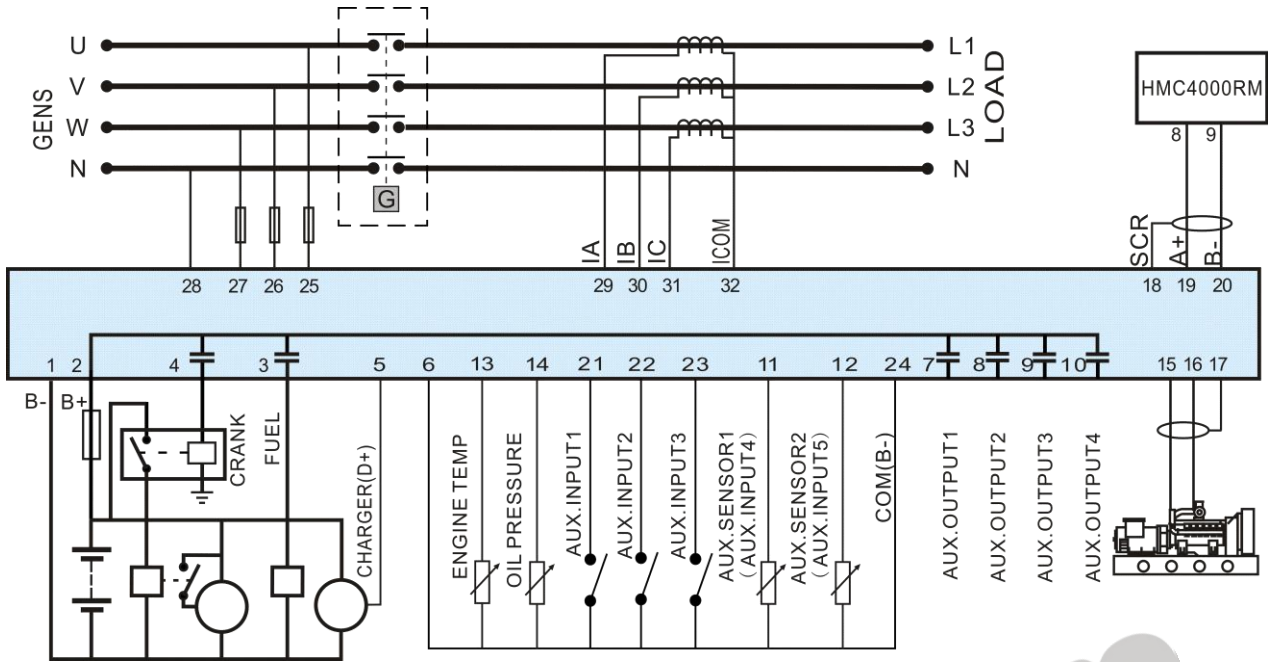 GENS
U
V
W
N
G
L1
L2
L3
N
LOAD
HMC4000RM
8 9
IA
IB
IC
ICOM
SCR
A+
B-
28 27 26 25 29 30 31 32 18 19 20
1 2 4 3 5 6 13 14 21 22 23 11 12 24 7 8 9 10 15 16 17
B- B+
CRANK
FUEL
CHARGER(D+)
ENGINE TEMP
OIL PRESSURE
AUX.INPUT1
AUX.INPUT2
AUX.INPUT3
AUX.SENSOR1
(AUX.INPUT4)
AUX.SENSOR2
(AUX.INPUT5)
COM(B-)
AUX.OUTPUT1
AUX.OUTPUT2
AUX.OUTPUT3
AUX.OUTPUT4